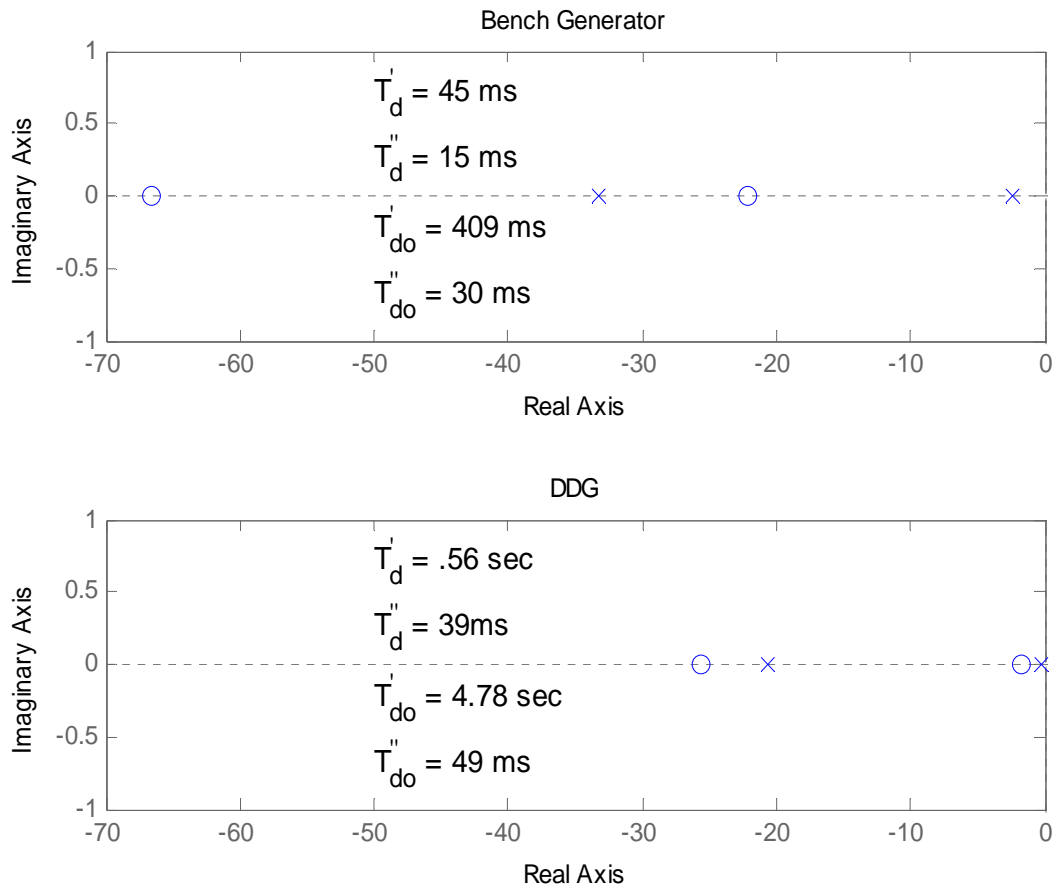 Bench Generator
1
0.5
0
-0.5
-1
Imaginary Axis
T'd = 45 ms
T''d = 15 ms
T'do = 409 ms
T''do = 30 ms
-70 -60 -50 -40 -30 -20 -10 0
Real Axis
DDG
1
0.5
0
-0.5
-1
Imaginary Axis
T'd = .56 sec
T''d = 39ms
T'do = 4.78 sec
T''do = 49 ms
-70 -60 -50 -40 -30 -20 -10 0
Real Axis